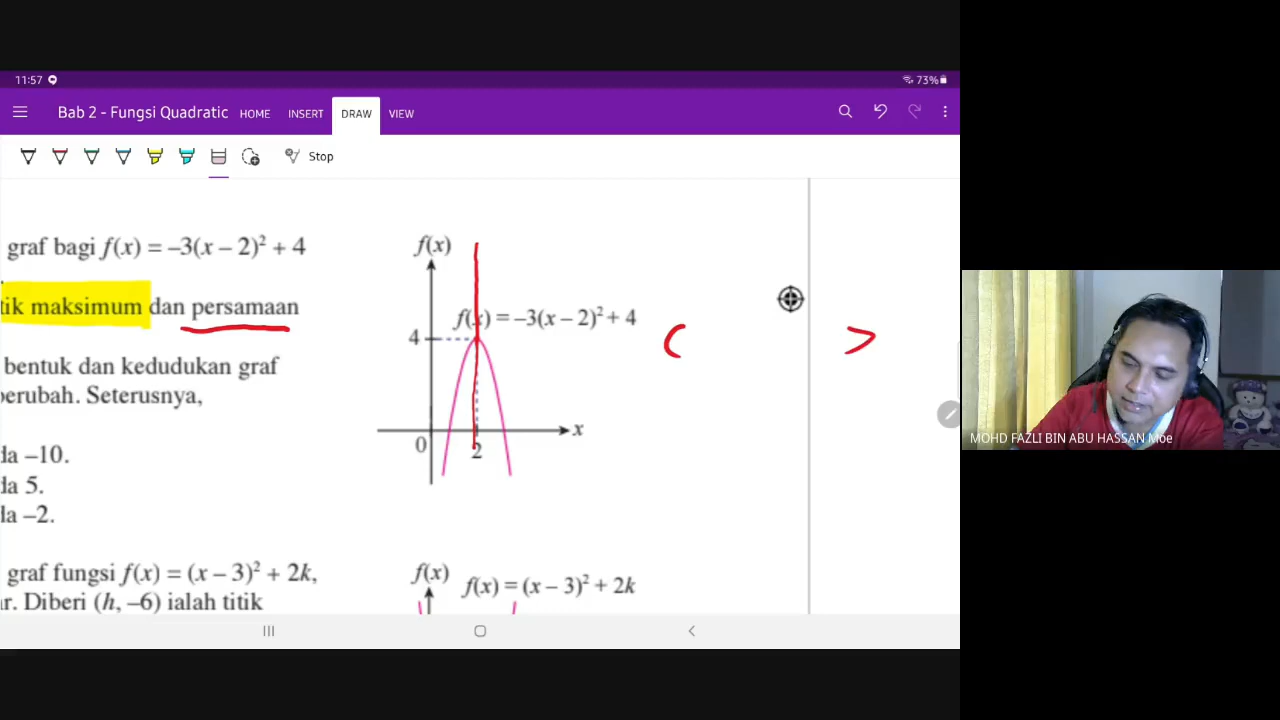 11:57
73%
Bab 2 - Fungsi Quadratic HOME INSERT DRAW VIEW
Stop
graf bagi f(x) = –3(x – 2)² + 4
tik maksimum dan persamaan
bentuk dan kedudukan graf
berubah. Seterusnya,
da –10.
da 5.
da –2.
f(x)
f(x) = –3(x – 2)² + 4
4
0
2
x
( >
graf fungsi f(x) = (x – 3)² + 2k,
ar. Diberi (h, –6) ialah titik
f(x)
f(x) = (x – 3)² + 2k
MOHD FAZLI BIN ABU HASSAN Moe